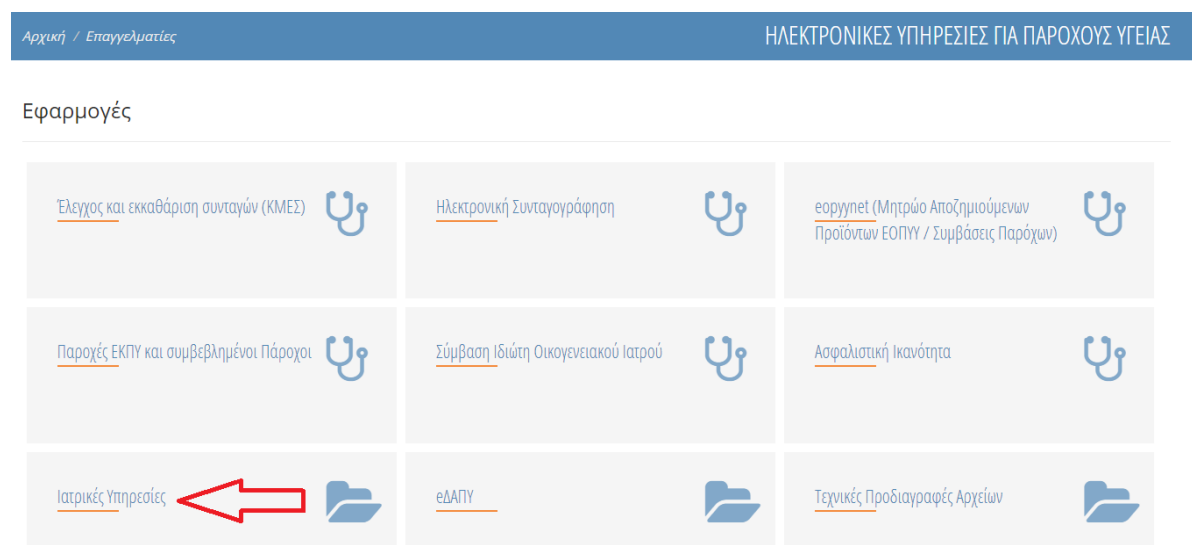 Αρχική / Επαγγελματίες
ΗΛΕΚΤΡΟΝΙΚΕΣ ΥΠΗΡΕΣΙΕΣ ΓΙΑ ΠΑΡΟΧΟΥΣ ΥΓΕΙΑΣ
Εφαρμογές
Έλεγχος και εκκαθάριση συνταγών (ΚΜΕΣ)
Ηλεκτρονική Συνταγογράφηση
eopyynet (Μητρώο Αποζημιούμενων
Προϊόντων ΕΟΠΥΥ / Συμβάσεις Παρόχων)
Παροχές ΕΚΠΥ και συμβεβλημένοι Πάροχοι
Σύμβαση Ιδιώτη Οικογενειακού Ιατρού
Ασφαλιστική Ικανότητα
Ιατρικές Υπηρεσίες
eΔΑΠΥ
Τεχνικές Προδιαγραφές Αρχείων